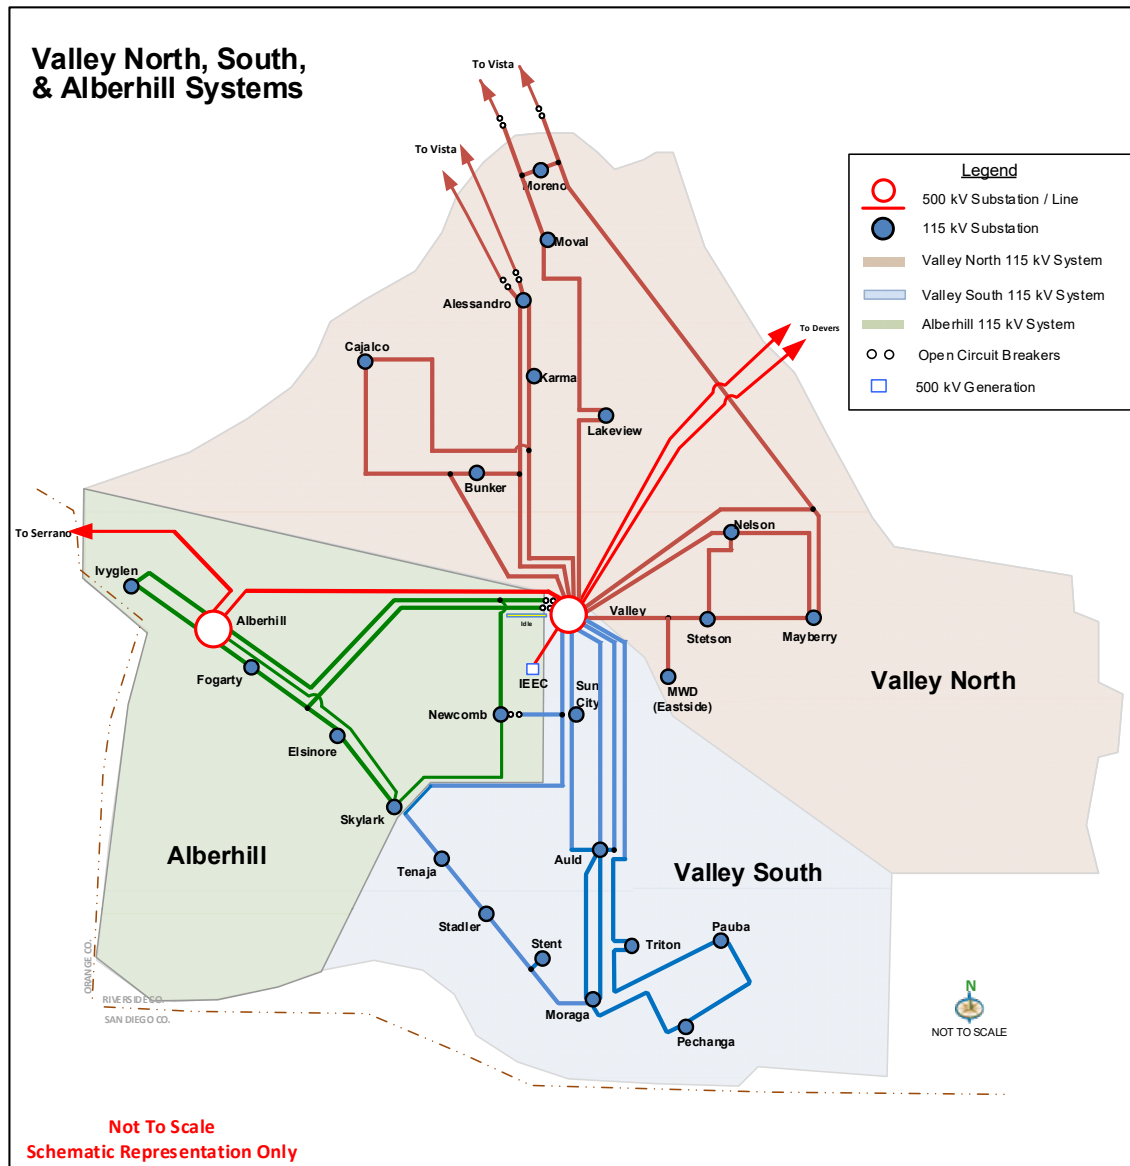 Valley North, South,
& Alberhill Systems
To Vista
To Vista
Moreno
Moval
Alessandro
Cajalco
Karma
Lakeview
Bunker
To Devers
Legend
500 kV Substation / Line
115 kV Substation
Valley North 115 kV System
Valley South 115 kV System
Alberhill 115 kV System
Open Circuit Breakers
500 kV Generation
To Serrano
Ivyglen
Alberhill
Fogarty
Elsinore
Skylark
Idle
Valley
IEEC
Newcomb
Sun
City
Nelson
Stetson
Mayberry
MWD
(Eastside)
Valley North
Alberhill
Valley South
Tenaja
Stadler
Stent
Auld
Triton
Pauba
Moraga
Pechanga
ORANGE CO.
RIVERSIDE CO.
SAN DIEGO CO.
N
NOT TO SCALE
Not To Scale
Schematic Representation Only